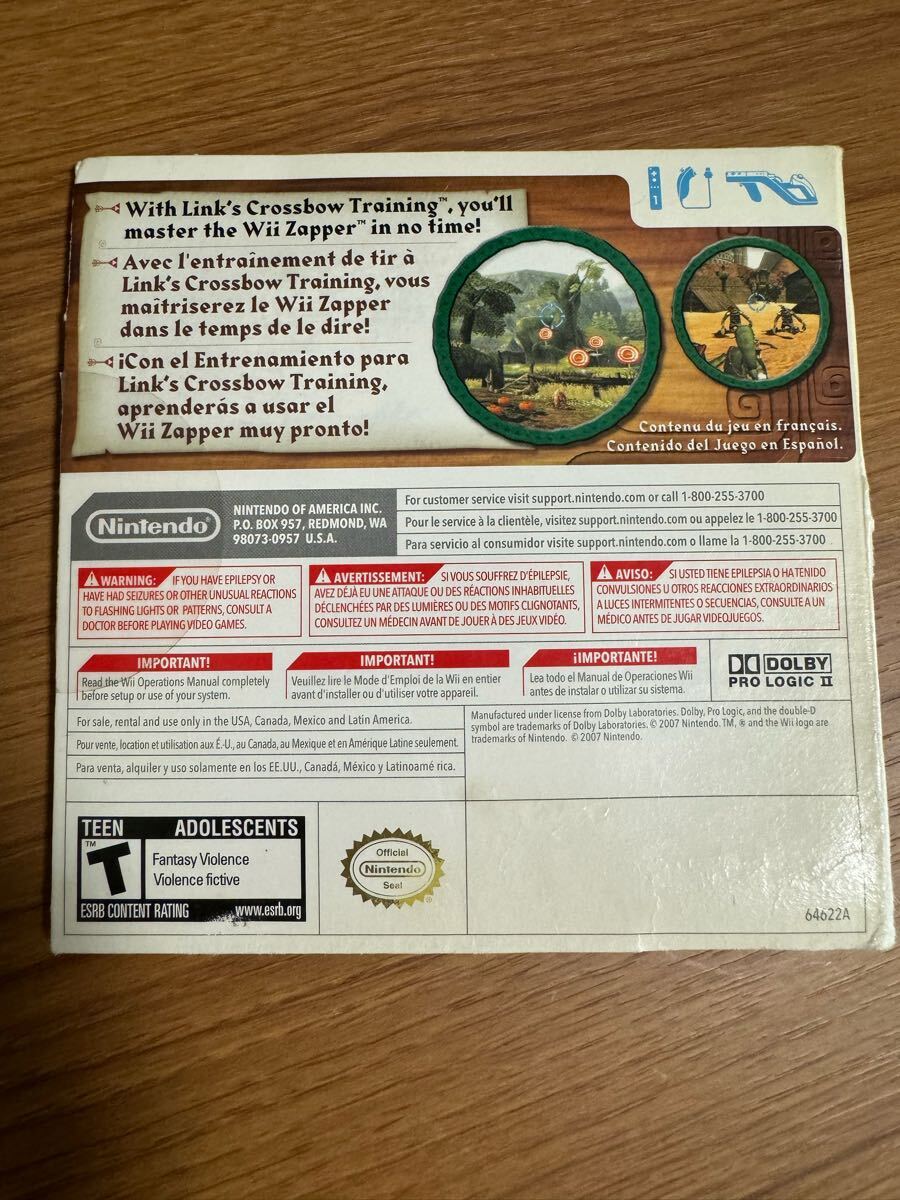 With Link's Crossbow Training™, you'll
master the Wii Zapper™ in no time!
Avec l'entrainement de tir à
Link's Crossbow Training, vous
maîtriserez le Wii Zapper
dans le temps de le dire!
¡Con el Entrenamiento para
Link's Crossbow Training,
aprenderás a usar el
Wii Zapper muy pronto!
1
Contenu du jeu en français.
Contenido del Juego en Español.
Nintendo®
NINTENDO OF AMERICA INC.
P.O. BOX 957, REDMOND, WA
98073-0957 U.S.A.
For customer service visit support.nintendo.com or call 1-800-255-3700
Pour le service à la clientèle, visitez support.nintendo.com ou appelez le 1-800-255-3700
Para servicio al consumidor visite support.nintendo.com o llame la 1-800-255-3700
WARNING: IF YOU HAVE EPILEPSY OR
HAVE HAD SEIZURES OR OTHER UNUSUAL REACTIONS
TO FLASHING LIGHTS OR PATTERNS, CONSULT A
DOCTOR BEFORE PLAYING VIDEO GAMES.
AVERTISSEMENT: SI VOUS SOUFFREZ D'ÉPILEPSIE,
AVEZ DÉJÀ EU UNE ATTAQUE OU DES RÉACTIONS INHABITUELLES
DÉCLENCHÉES PAR DES LUMIÈRES OU DES MOTIFS CLIGNOTANTS,
CONSULTEZ UN MÉDECIN AVANT DE JOUER À DES JEUX VIDÉO.
AVISO: SI USTED TIENE EPILEPSIA O HA TENIDO
CONVULSIONES U OTROS REACCIONES EXTRAORDINARIOS
A LUCES INTERMITENTES O SECUENCIAS, CONSULTE A UN
MÉDICO ANTES DE JUGAR VIDEOJUEGOS.
IMPORTANT!
Read the Wii Operations Manual completely
before setup or use of your system.
IMPORTANT!
Veuillez lire le Mode d'Emploi de la Wii en entier
avant d'installer ou d'utiliser votre appareil.
¡IMPORTANTE!
Lea todo el Manual de Operaciones Wii
antes de instalar o utilizar su sistema.
DOLBY
PRO LOGIC II
For sale, rental and use only in the USA, Canada, Mexico and Latin America.
Pour vente, location et utilisation aux É.-U., au Canada, au Mexique et en Amérique Latine seulement.
Para venta, alquiler y uso solamente en los EE.UU., Canadá, México y Latinoamé rica.
Manufactured under license from Dolby Laboratories. Dolby, Pro Logic, and the double-D
symbol are trademarks of Dolby Laboratories. © 2007 Nintendo. TM, ® and the Wii logo are
trademarks of Nintendo. © 2007 Nintendo.
TEEN ADOLESCENTS
T™
Fantasy Violence
Violence fictive
ESRB CONTENT RATING www.esrb.org
Official
Nintendo
Seal
®
64622A